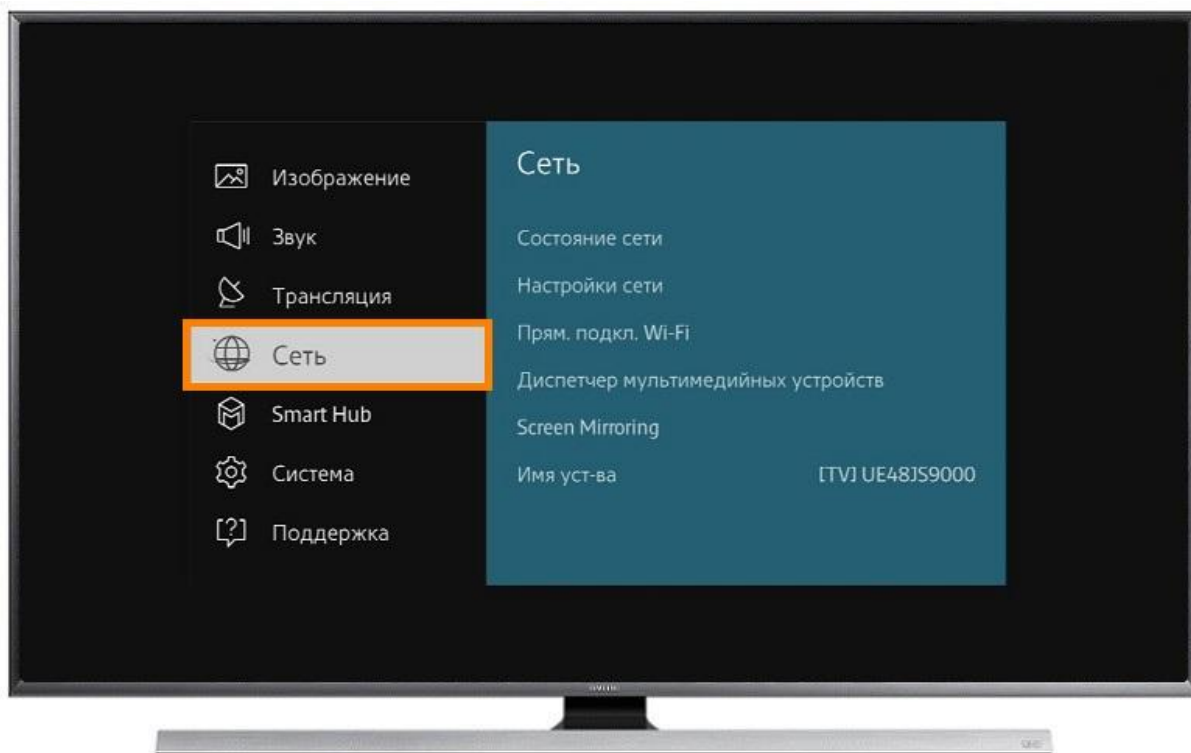 Изображение
Звук
Трансляция
Сеть
Smart Hub
Система
Поддержка
Сеть
Состояние сети
Настройки сети
Прям. подкл. Wi-Fi
Диспетчер мультимедийных устройств
Screen Mirroring
Имя уст-ва [TV] UE48JS9000